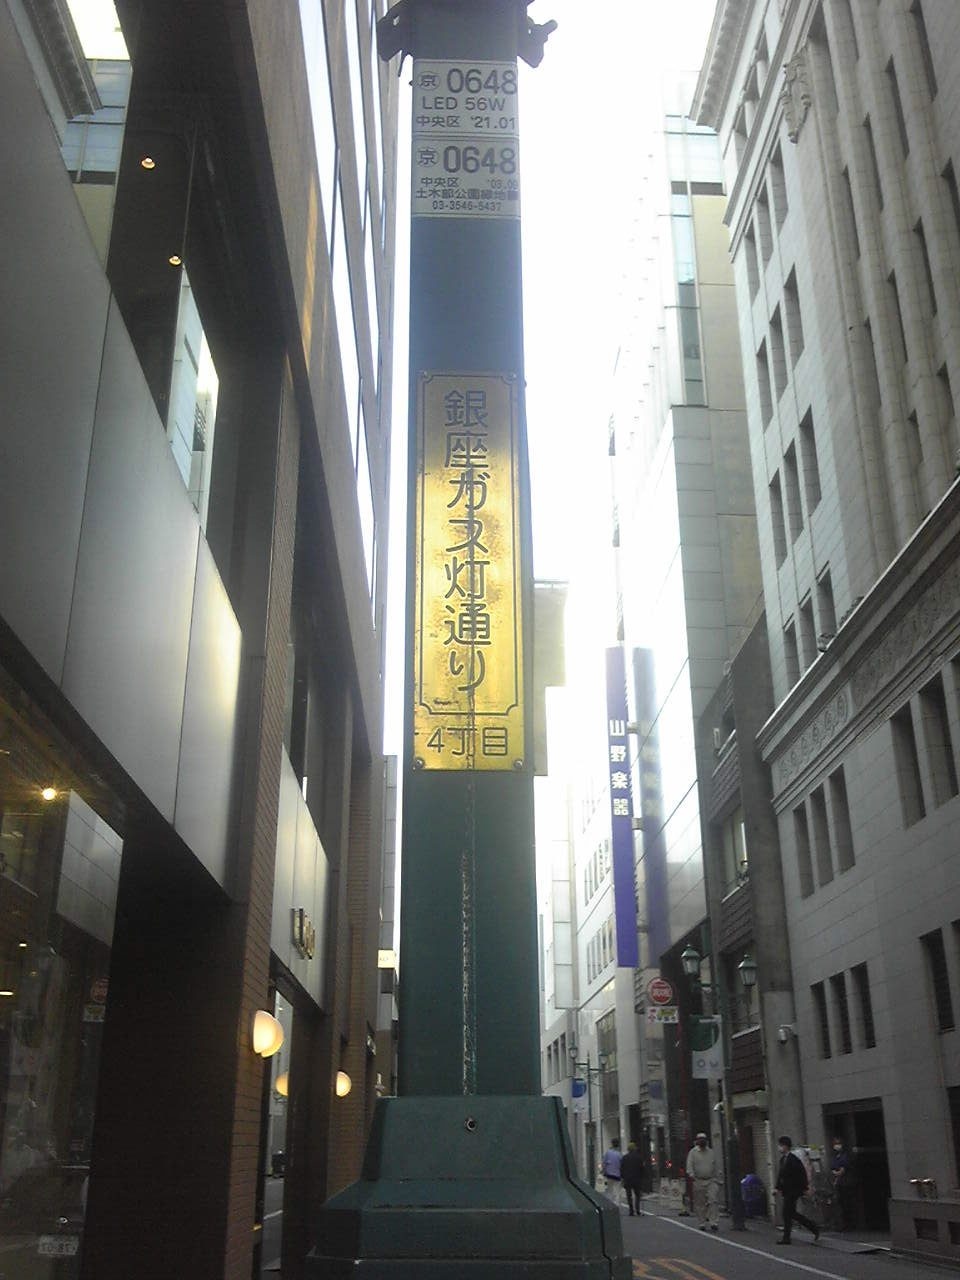 京 0648
LED 56W
中央区 '21.01
京 0648
中央区 '03.09
土木部公園緑地課
03-3546-5437
銀座ガス灯通り
4丁目
山野楽器